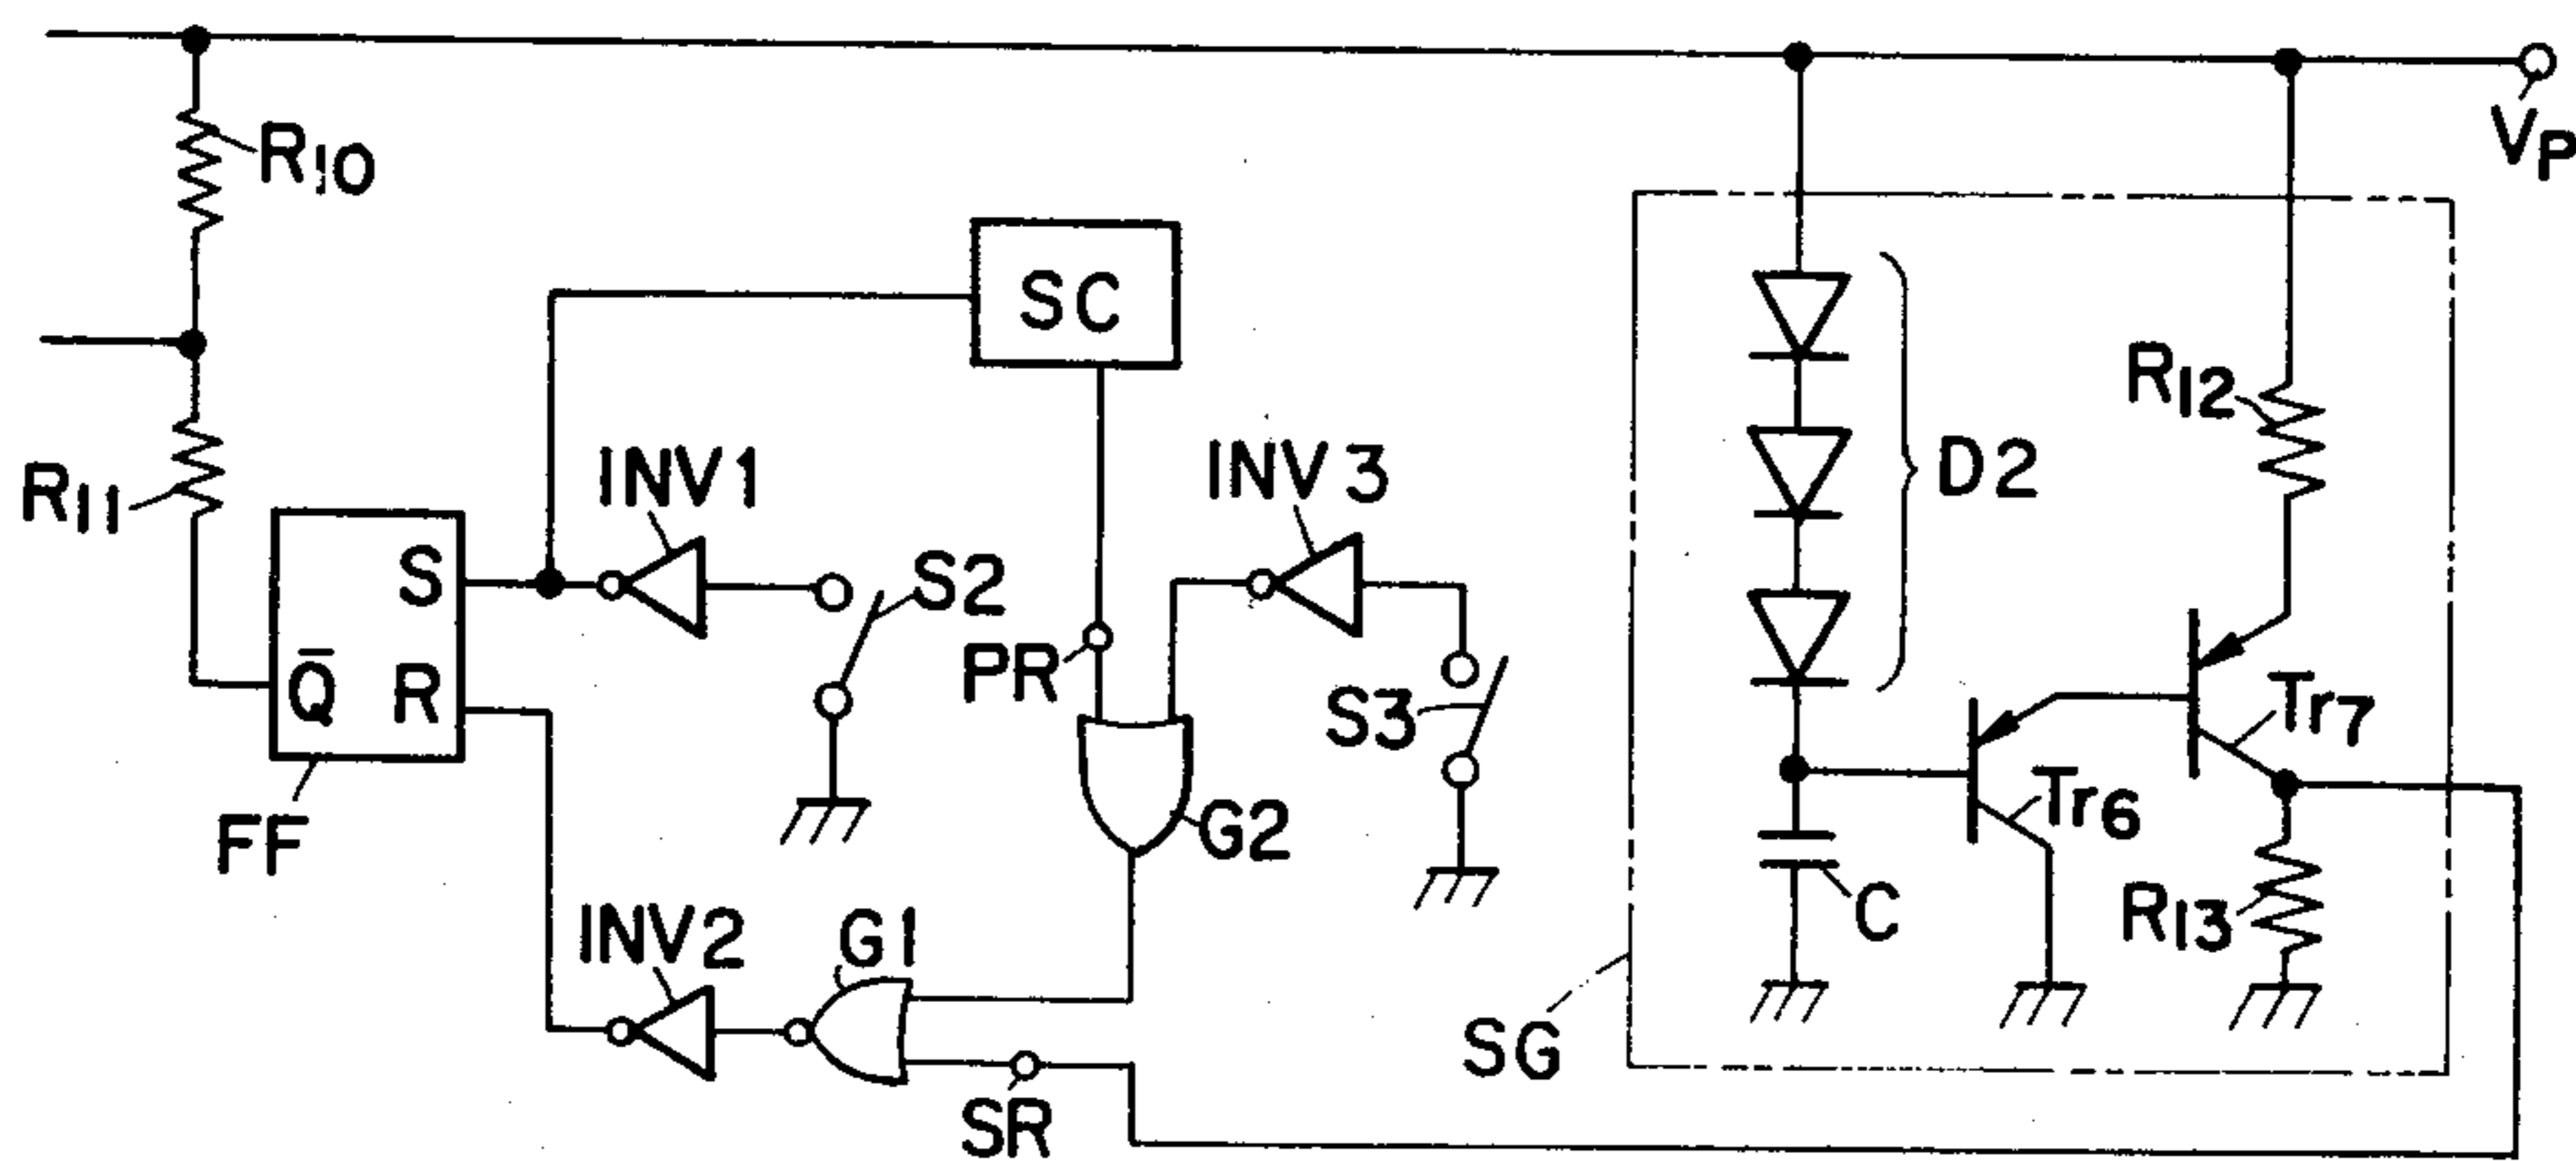 VP
R10
SC
R12
D2
INV1
INV3
R11
S
S2
Q̄
R
PR
S3
Tr7
Tr6
FF
G2
C
R13
INV2
G1
SG
SR